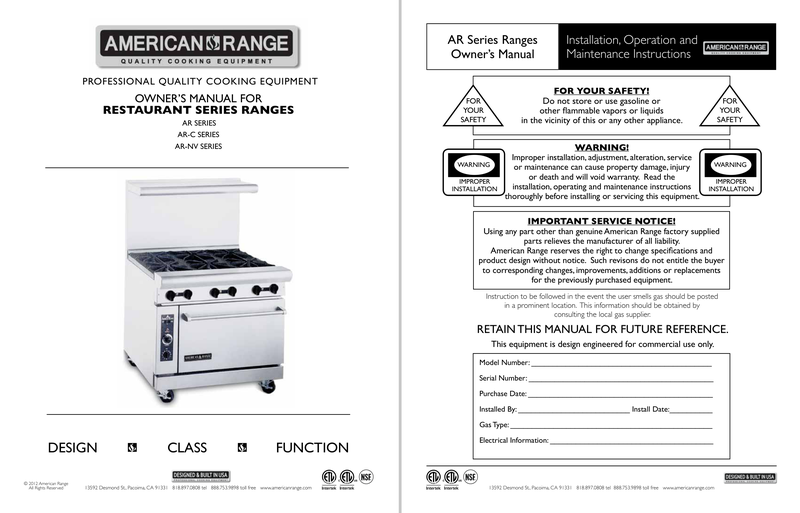 AMERICAN RANGE
QUALITY COOKING EQUIPMENT
PROFESSIONAL QUALITY COOKING EQUIPMENT
OWNER'S MANUAL FOR
RESTAURANT SERIES RANGES
AR SERIES
AR-C SERIES
AR-NV SERIES
AMERICAN RANGE
DESIGN CLASS FUNCTION
DESIGNED & BUILT IN USA
© 2012 American Range
All Rights Reserved
13592 Desmond St., Pacoima, CA 91331 818.897.0808 tel 888.753.9898 toll free www.americanrange.com
ETL ETL NSF
Intertek Intertek
AR Series Ranges
Owner's Manual
Installation, Operation and
Maintenance Instructions
AMERICAN RANGE
QUALITY COOKING EQUIPMENT
FOR
YOUR
SAFETY
FOR YOUR SAFETY!
Do not store or use gasoline or
other flammable vapors or liquids
in the vicinity of this or any other appliance.
FOR
YOUR
SAFETY
WARNING
IMPROPER
INSTALLATION
WARNING!
Improper installation, adjustment, alteration, service
or maintenance can cause property damage, injury
or death and will void warranty. Read the
installation, operating and maintenance instructions
thoroughly before installing or servicing this equipment.
WARNING
IMPROPER
INSTALLATION
IMPORTANT SERVICE NOTICE!
Using any part other than genuine American Range factory supplied
parts relieves the manufacturer of all liability.
American Range reserves the right to change specifications and
product design without notice. Such revisons do not entitle the buyer
to corresponding changes, improvements, additions or replacements
for the previously purchased equipment.
Instruction to be followed in the event the user smells gas should be posted
in a prominent location. This information should be obtained by
consulting the local gas supplier.
RETAIN THIS MANUAL FOR FUTURE REFERENCE.
This equipment is design engineered for commercial use only.
Model Number:
Serial Number:
Purchase Date:
Installed By: Install Date:
Gas Type:
Electrical Information:
ETL ETL NSF
Intertek Intertek
13592 Desmond St., Pacoima, CA 91331 818.897.0808 tel 888.753.9898 toll free www.americanrange.com
DESIGNED & BUILT IN USA